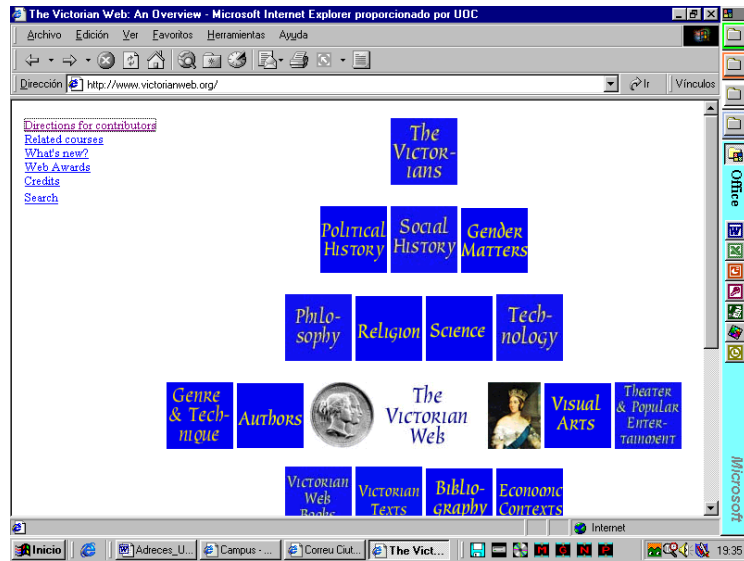 The Victorian Web: An Overview - Microsoft Internet Explorer proporcionado por UOC
Archivo Edición Ver Favoritos Herramientas Ayuda
Dirección http://www.victorianweb.org/ Ir Vínculos
Directions for contributors
Related courses
What's new?
Web Awards
Credits
Search
The
Victor-
ians
Political
History
Social
History
Gender
Matters
Philo-
sophy
Religion
Science
Tech-
nology
Genre
& Tech-
nique
Authors
The
Victorian
Web
Visual
Arts
Theater
& Popular
Enter-
tainment
Victorian
Web
Books
Victorian
Texts
Biblio-
graphy
Economic
Contexts
Internet
Office
Microsoft
Inicio Adreces_U... Campus - ... Correu Ciut... The Vict... M G N P 19:35